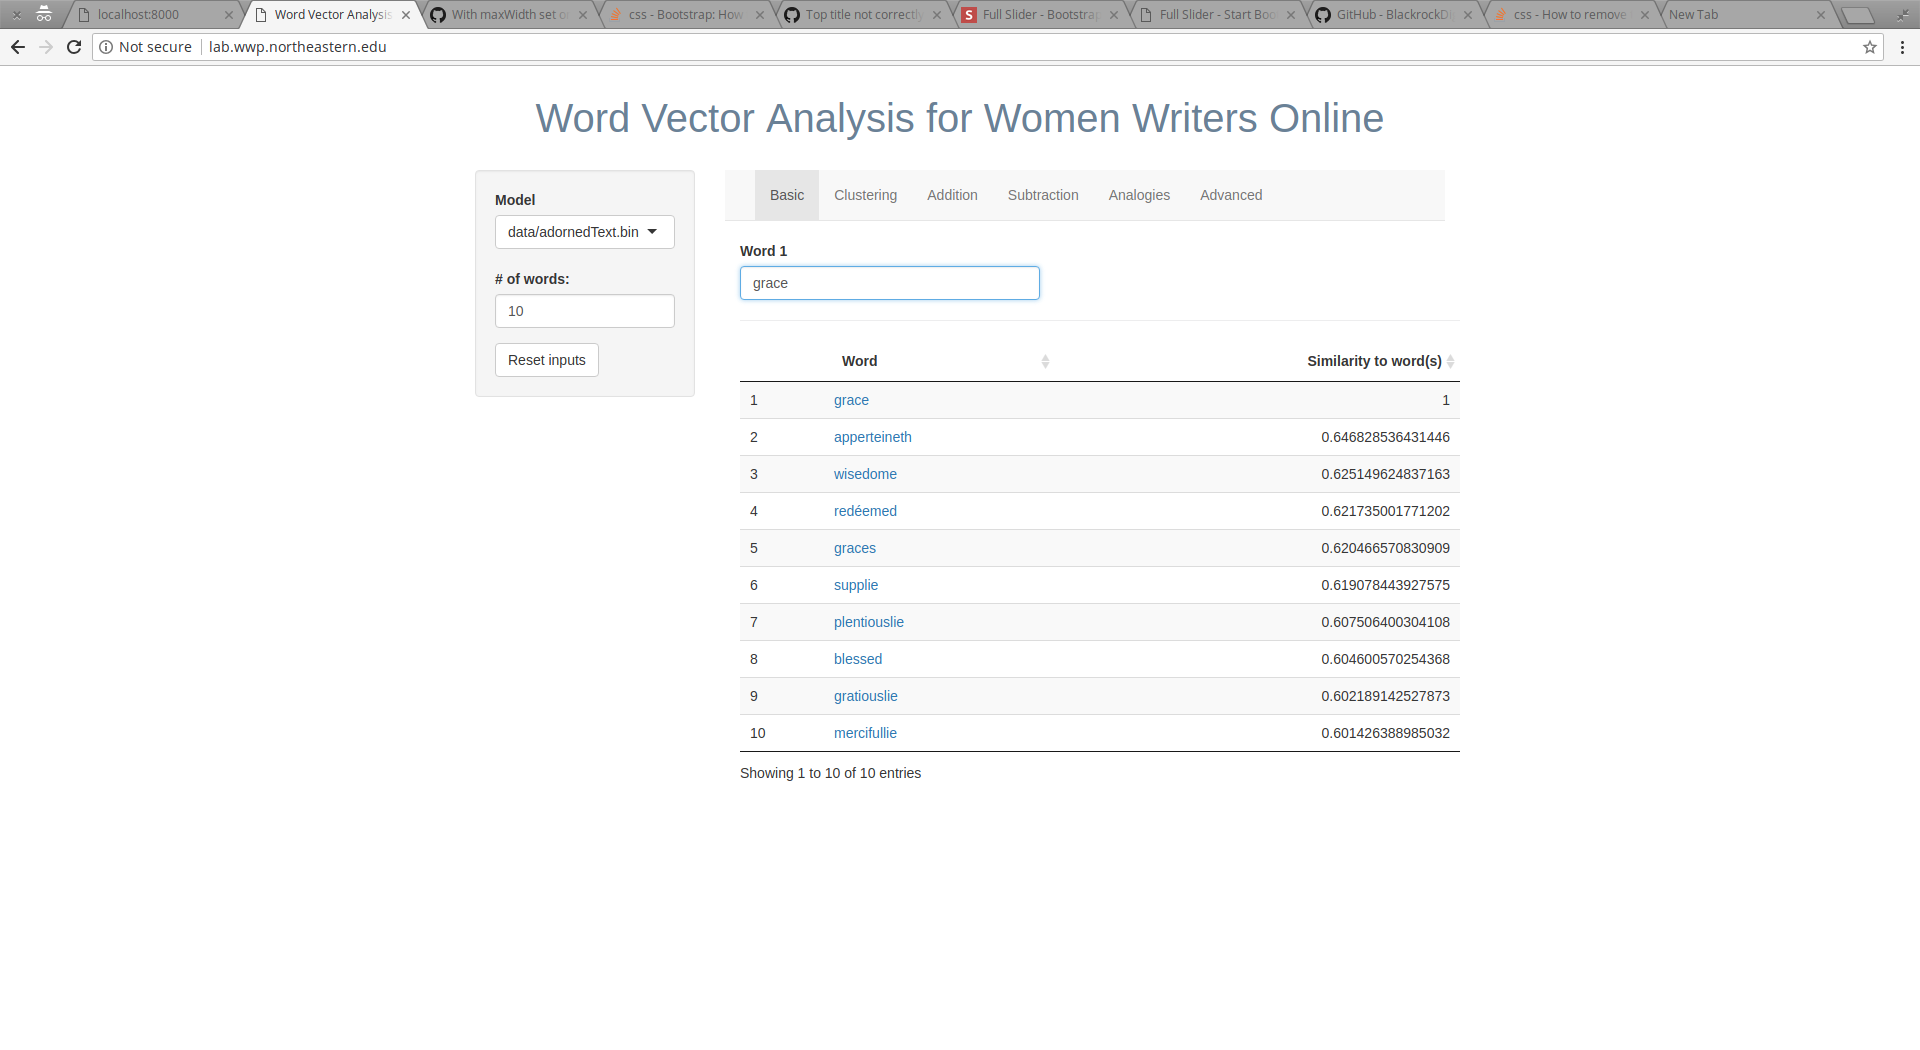 localhost:8000
Word Vector Analysis
With maxWidth set o
css - Bootstrap: How
Top title not correctly
Full Slider - Bootstrap
Full Slider - Start Boo
GitHub - BlackrockDi
css - How to remove
New Tab
Not secure lab.wwp.northeastern.edu
Word Vector Analysis for Women Writers Online
Model
data/adornedText.bin
# of words:
10
Reset inputs
Basic Clustering Addition Subtraction Analogies Advanced
Word 1
grace
Word Similarity to word(s)
1 grace 1
2 apperteineth 0.646828536431446
3 wisedome 0.625149624837163
4 redéemed 0.621735001771202
5 graces 0.620466570830909
6 supplie 0.619078443927575
7 plentiouslie 0.607506400304108
8 blessed 0.604600570254368
9 gratiouslie 0.602189142527873
10 mercifullie 0.601426388985032
Showing 1 to 10 of 10 entries